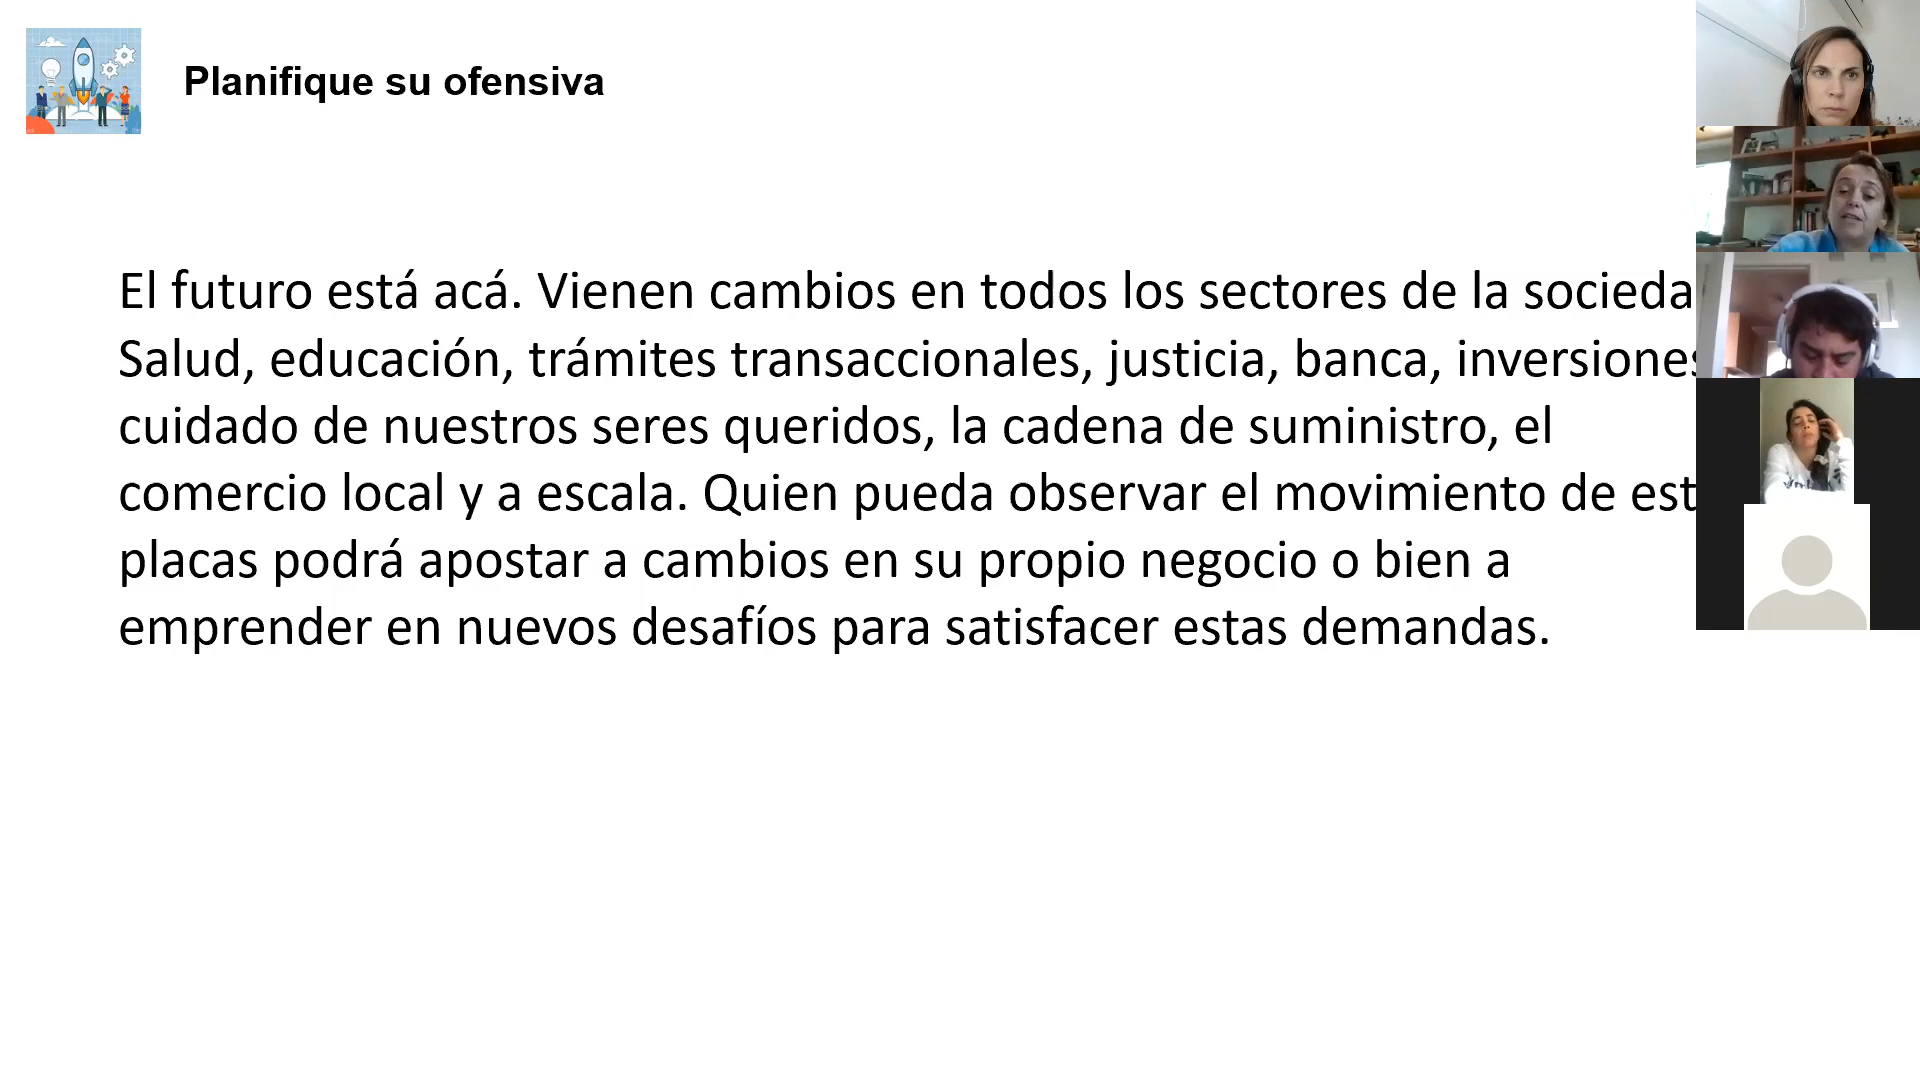 Planifique su ofensiva
El futuro está acá. Vienen cambios en todos los sectores de la
Salud, educación, trámites transaccionales, justicia, banca,
cuidado de nuestros seres queridos, la cadena de suministro, el
comercio local y a escala. Quien pueda observar el movimiento de
placas podrá apostar a cambios en su propio negocio o bien a
emprender en nuevos desafíos para satisfacer estas demandas.